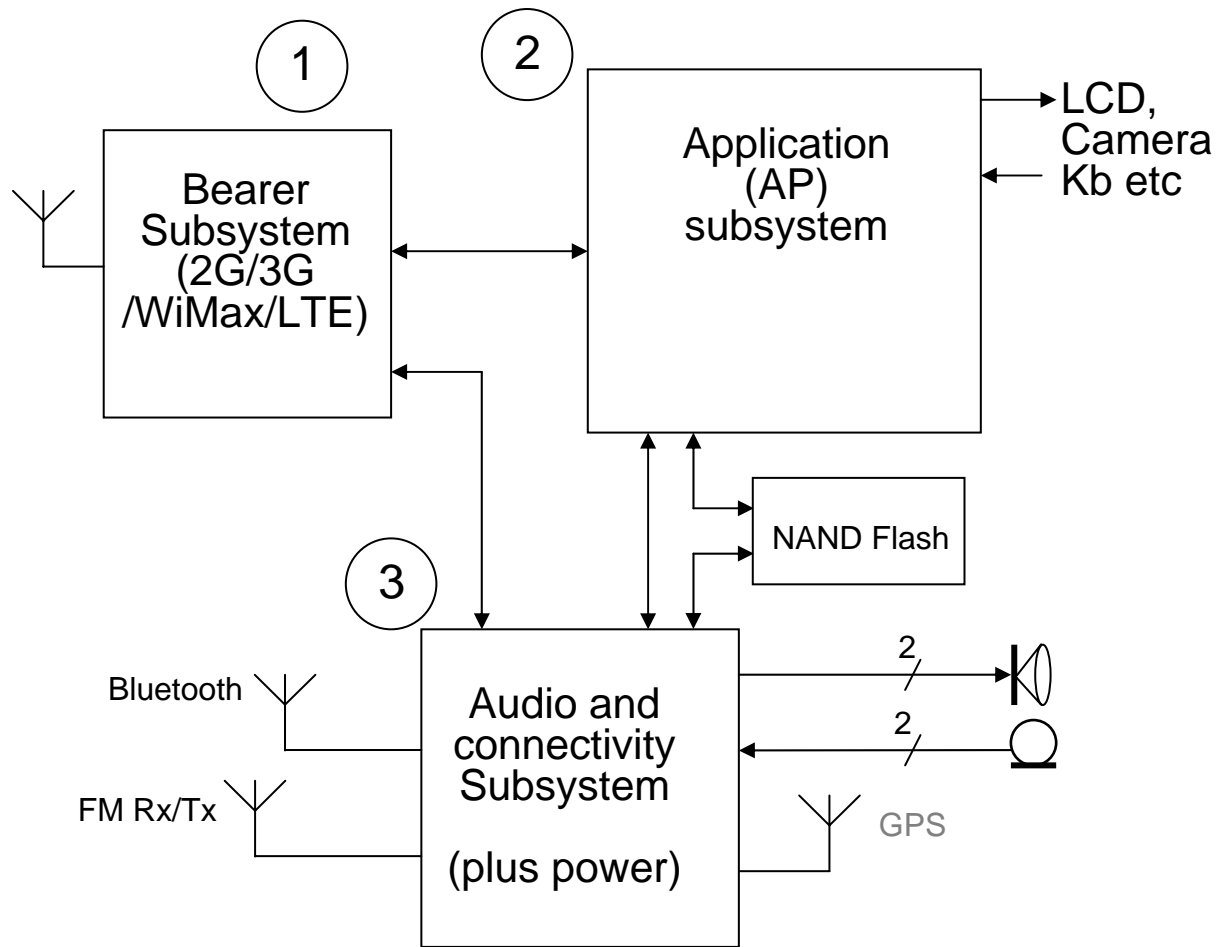 1
2
Bearer
Subsystem
(2G/3G
/WiMax/LTE)
Application
(AP)
subsystem
LCD,
Camera
Kb etc
NAND Flash
3
Bluetooth
FM Rx/Tx
Audio and
connectivity
Subsystem
(plus power)
2
2
GPS